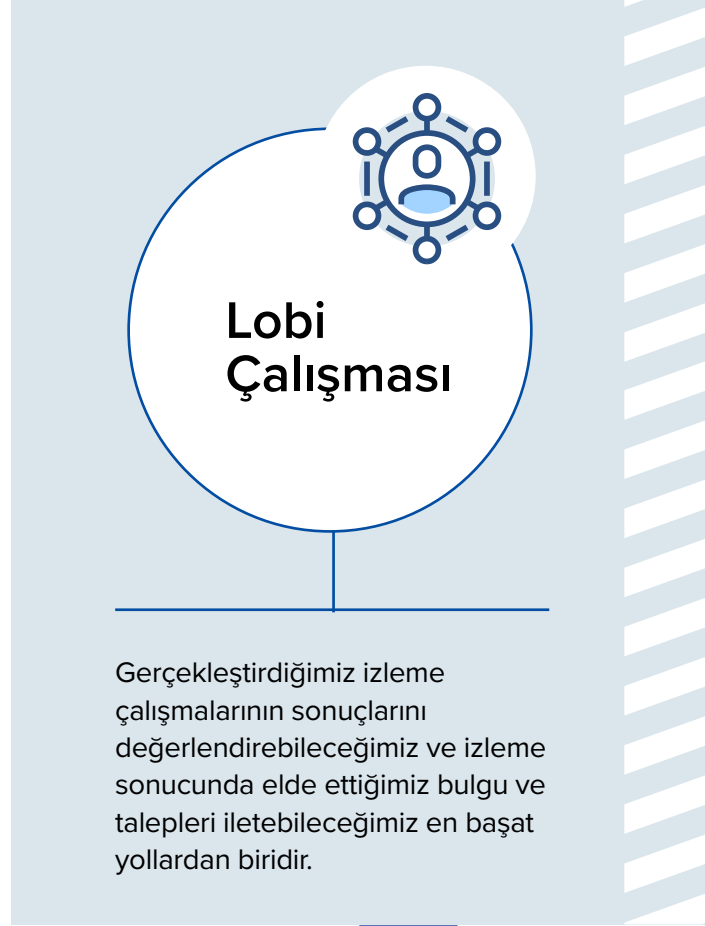 Lobi
Çalışması
Gerçekleştirdiğimiz izleme
çalışmalarının sonuçlarını
değerlendirebileceğimiz ve izleme
sonucunda elde ettiğimiz bulgu ve
talepleri iletebileceğimiz en başat
yollardan biridir.